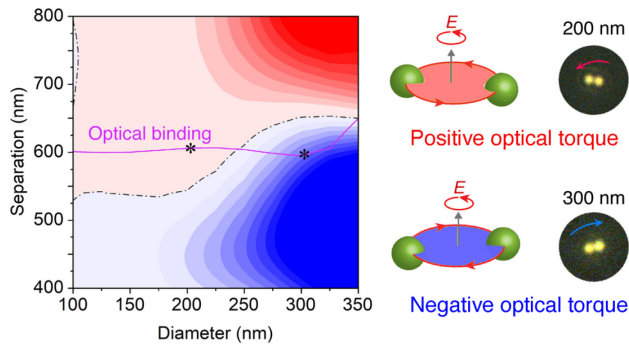 800
700
600
500
400
Separation (nm)
100
150
200
250
300
350
Diameter (nm)
Optical binding
*
*
E
200 nm
Positive optical torque
E
300 nm
Negative optical torque